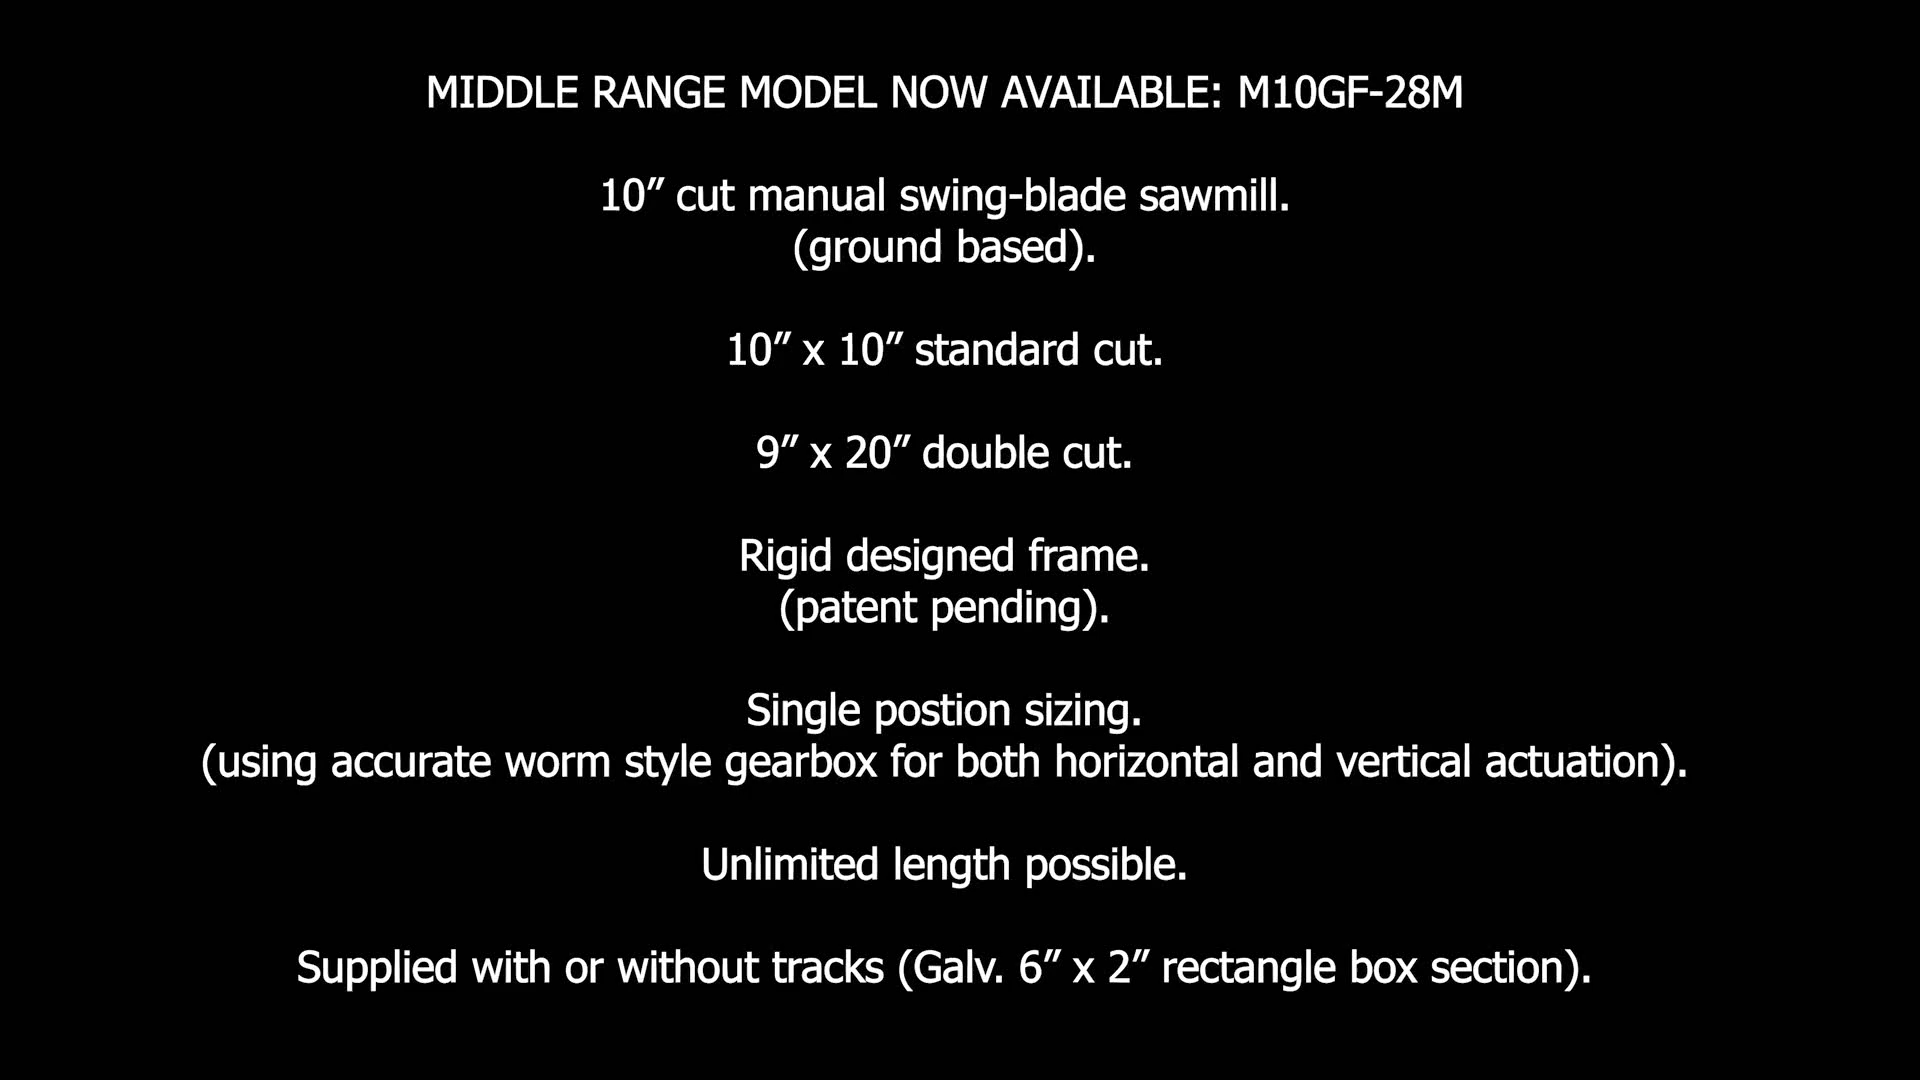 MIDDLE RANGE MODEL NOW AVAILABLE: M10GF-28M
10” cut manual swing-blade sawmill.
(ground based).
10” x 10” standard cut.
9” x 20” double cut.
Rigid designed frame.
(patent pending).
Single postion sizing.
(using accurate worm style gearbox for both horizontal and vertical actuation).
Unlimited length possible.
Supplied with or without tracks (Galv. 6” x 2” rectangle box section).